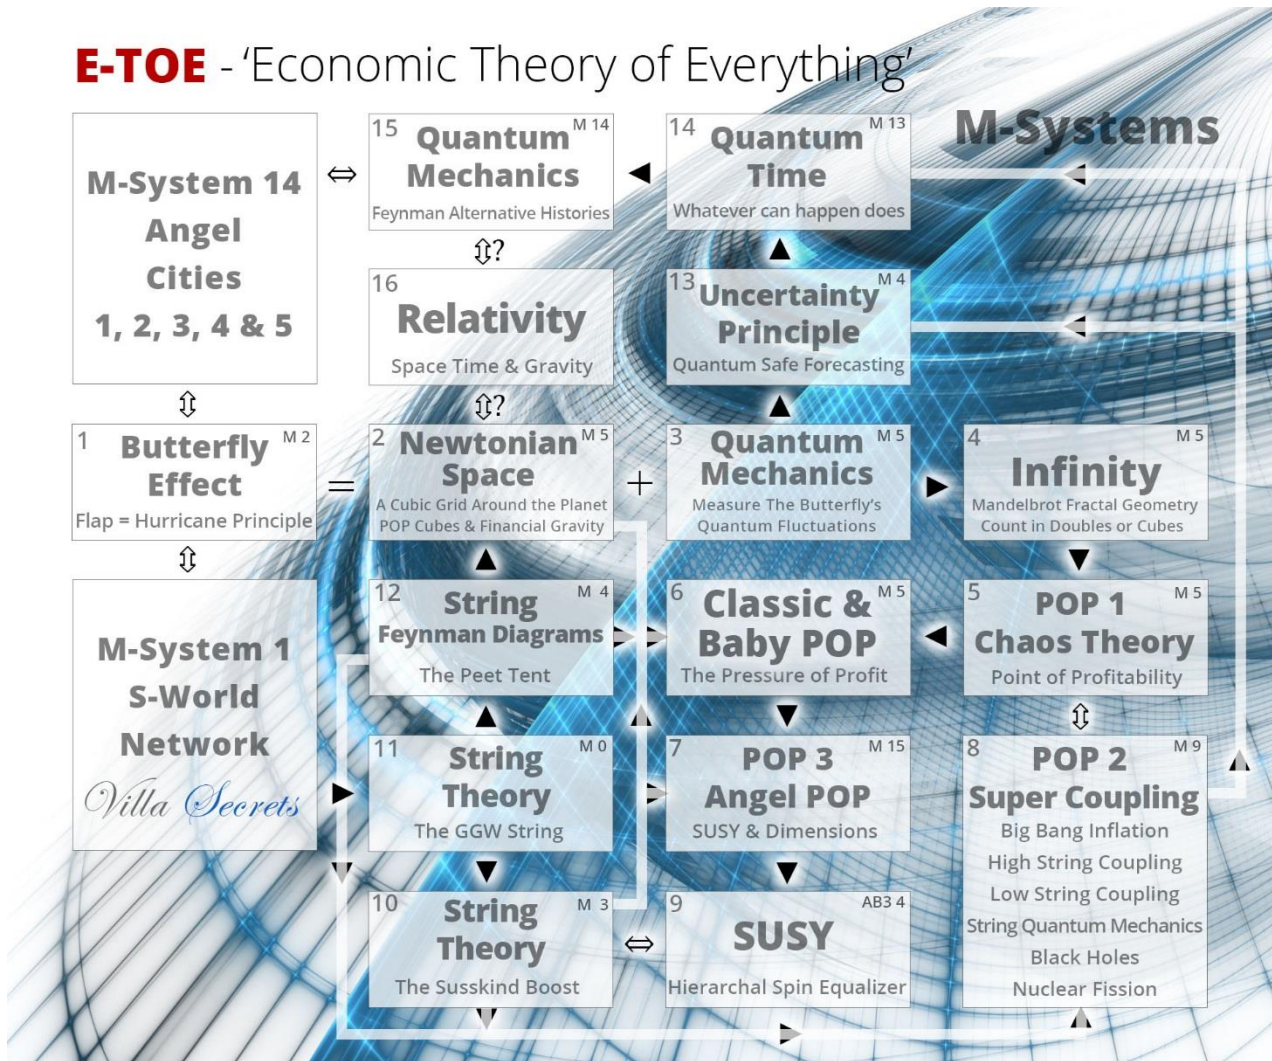 E-TOE - 'Economic Theory of Everything'
M-Systems
M-System 14
Angel
Cities
1, 2, 3, 4 & 5
15 Quantum M 14
Mechanics
Feynman Alternative Histories
14 Quantum M 13
Time
Whatever can happen does
⇔
⇕?
16
Relativity
Space Time & Gravity
13 Uncertainty M 4
Principle
Quantum Safe Forecasting
⇕
⇕?
1 Butterfly M 2
Effect
Flap = Hurricane Principle
=
2 Newtonian M 5
Space
A Cubic Grid Around the Planet
POP Cubes & Financial Gravity
+
3 Quantum M 5
Mechanics
Measure The Butterfly's
Quantum Fluctuations
4 M 5
Infinity
Mandelbrot Fractal Geometry
Count in Doubles or Cubes
⇕
M-System 1
S-World
Network
Villa Secrets
12 String M 4
Feynman Diagrams
The Peet Tent
6 Classic & M 5
Baby POP
The Pressure of Profit
5 POP 1 M 5
Chaos Theory
Point of Profitability
⇕
11 String M 0
Theory
The GGW String
7 POP 3 M 15
Angel POP
SUSY & Dimensions
8 POP 2 M 9
Super Coupling
Big Bang Inflation
High String Coupling
Low String Coupling
String Quantum Mechanics
Black Holes
Nuclear Fission
10 String M 3
Theory
The Susskind Boost
⇔
9 AB3 4
SUSY
Hierarchal Spin Equalizer